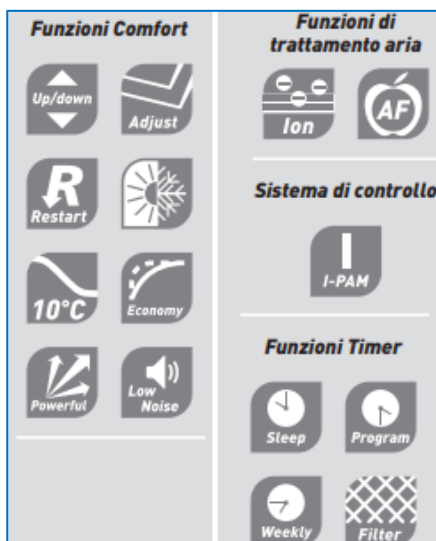 Funzioni Comfort
Up/down
Adjust
Restart
10°C
Economy
Powerful
Low
Noise
Funzioni di
trattamento aria
Ion
AF
Sistema di controllo
I-PAM
Funzioni Timer
Sleep
Program
Weekly
Filter